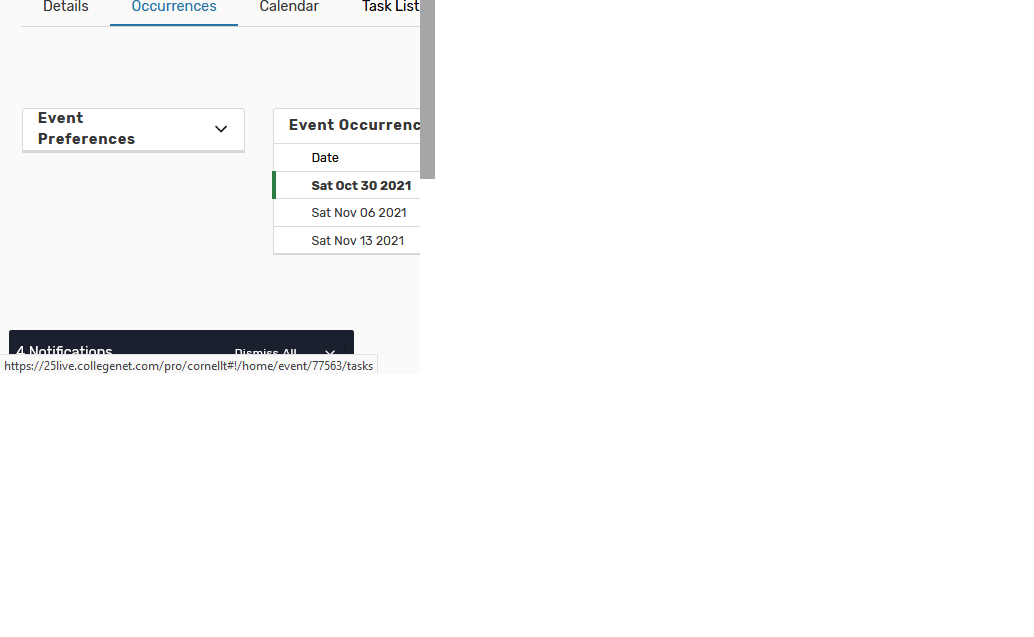 Details Occurrences Calendar Task List
Event
Preferences
Event Occurrenc
Date
Sat Oct 30 2021
Sat Nov 06 2021
Sat Nov 13 2021
4 Notifications Dismiss All
https://25live.collegenet.com/pro/cornellt#!/home/event/77563/tasks